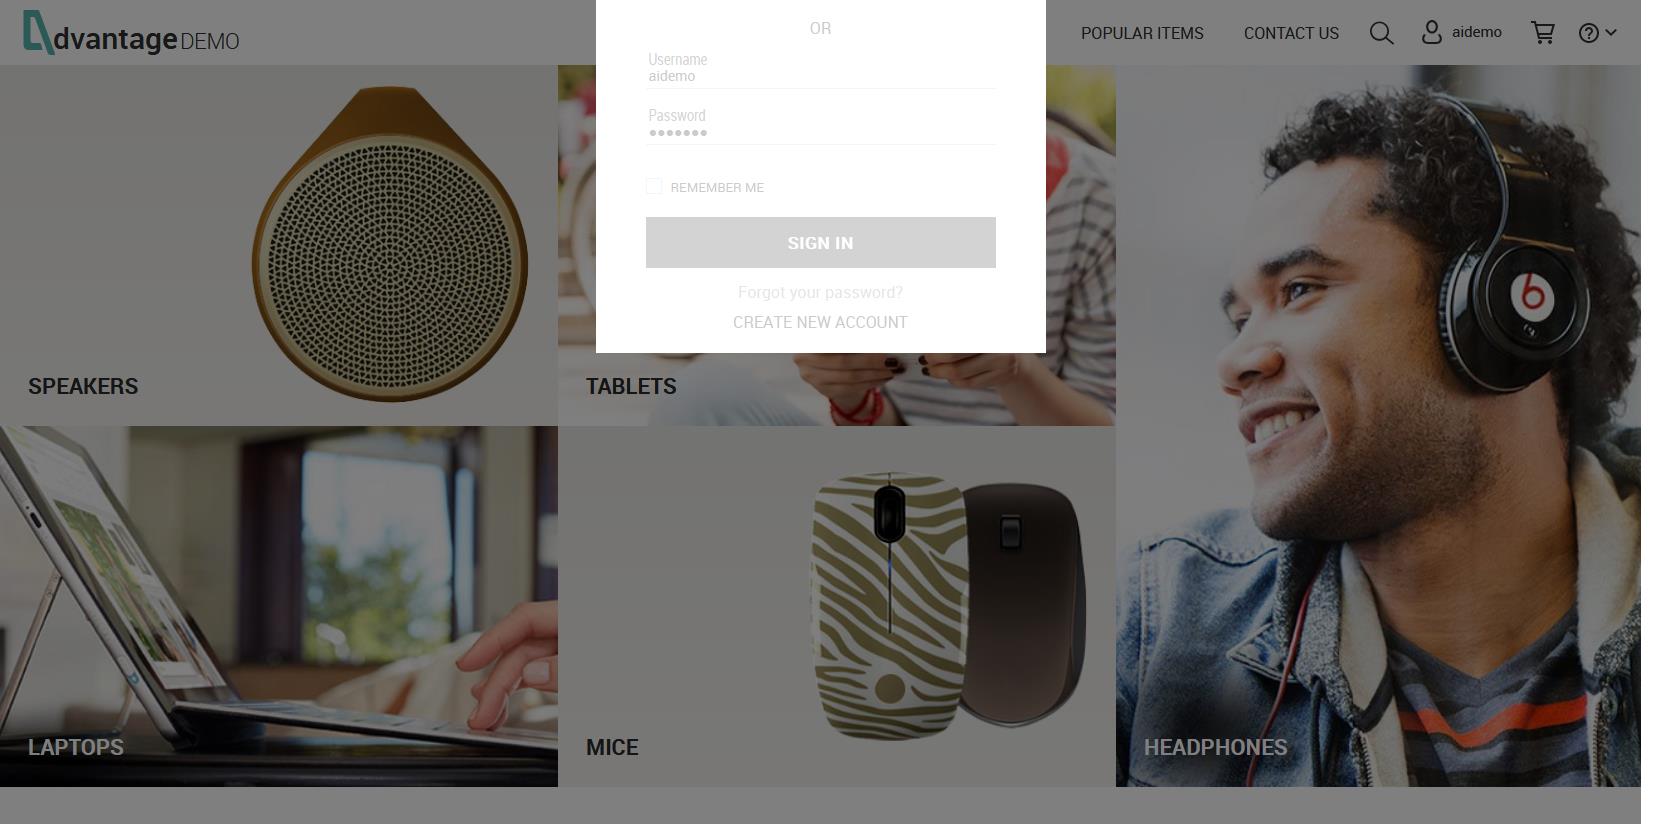 dvantage DEMO
OR
POPULAR ITEMS
CONTACT US
aidemo
Username
aidemo
Password
REMEMBER ME
SIGN IN
Forgot your password?
CREATE NEW ACCOUNT
SPEAKERS
TABLETS
LAPTOPS
MICE
HEADPHONES